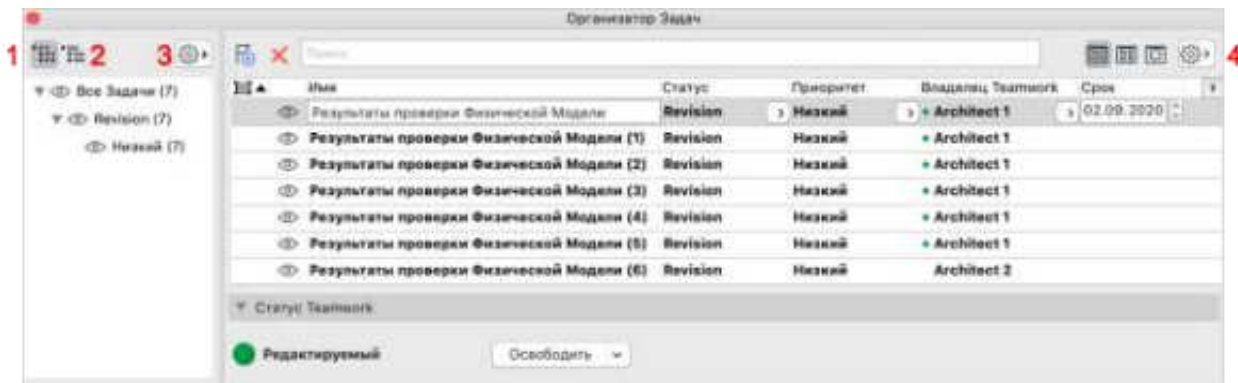 Организатор Задач
1 2 3 4
Поиск
Все Задачи (7)
Revision (7)
Низкий (7)
Имя Статус Приоритет Владелец Teamwork Срок
Результаты проверки Физической Модели Revision Низкий Architect 1 02.09.2020
Результаты проверки Физической Модели (1) Revision Низкий Architect 1
Результаты проверки Физической Модели (2) Revision Низкий Architect 1
Результаты проверки Физической Модели (3) Revision Низкий Architect 1
Результаты проверки Физической Модели (4) Revision Низкий Architect 1
Результаты проверки Физической Модели (5) Revision Низкий Architect 1
Результаты проверки Физической Модели (6) Revision Низкий Architect 2
Статус Teamwork
Редактируемый Освободить